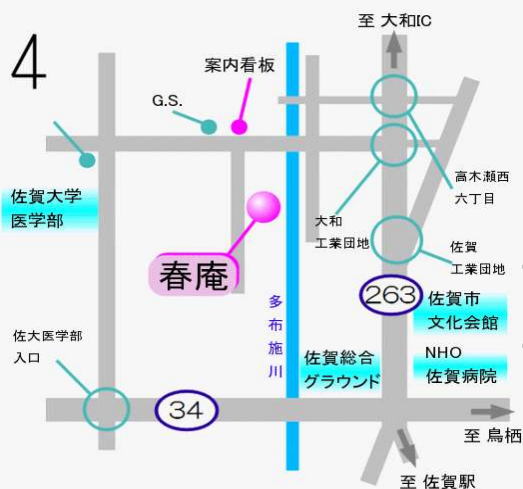 至 大和IC
4
案内看板
G.S.
佐賀大学
医学部
高木瀬西
六丁目
大和
工業団地
佐賀
工業団地
春庵
263
佐賀市
文化会館
多布施川
佐大医学部
入口
佐賀総合
グラウンド
NHO
佐賀病院
34
至 鳥栖
至 佐賀駅